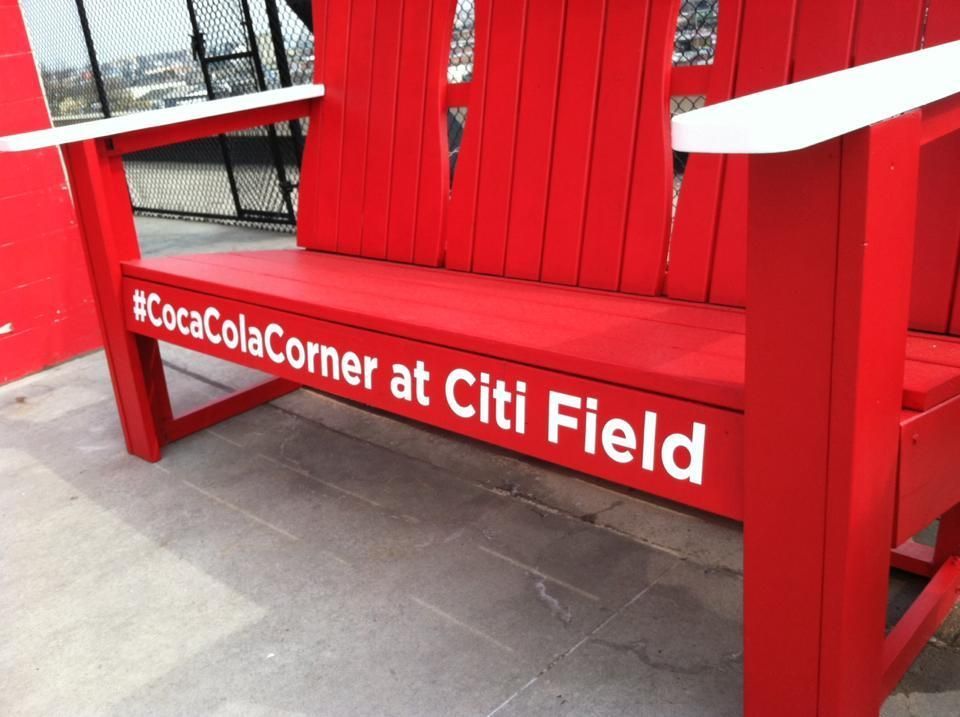 #CocaColaCorner at Citi Field